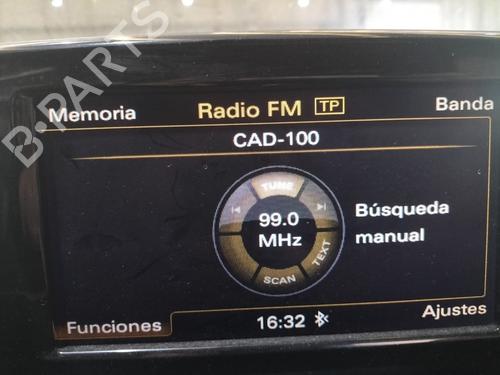 B-PARTS
Memoria
Radio FM TP
Banda
CAD-100
TUNE
99.0
MHz
TEXT
SCAN
Búsqueda
manual
Funciones
16:32
Ajustes